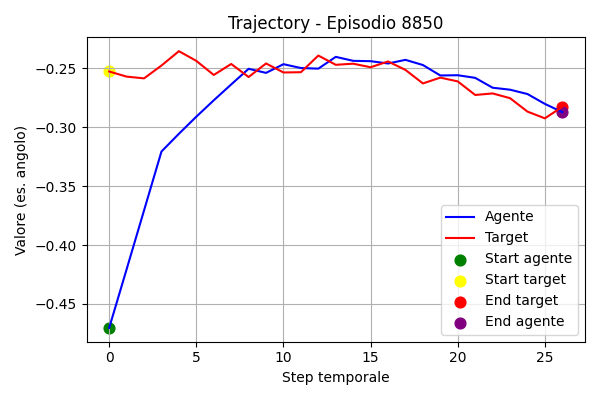 Trajectory - Episodio 8850
Valore (es. angolo)
−0.25
−0.30
−0.35
−0.40
−0.45
0 5 10 15 20 25
Step temporale
Agente
Target
Start agente
Start target
End target
End agente